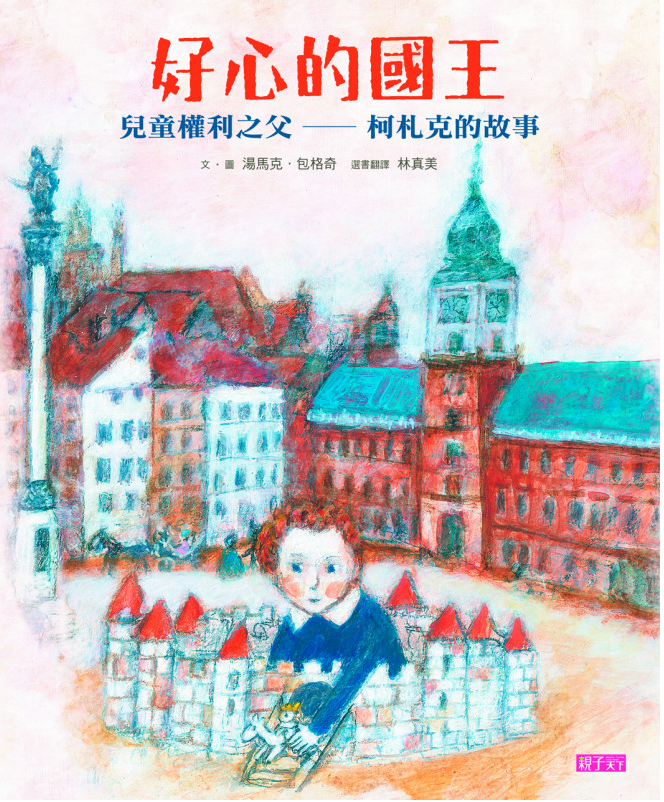 好心的國王
兒童權利之父——柯札克的故事
文・圖 湯馬克・包格奇 選書翻譯 林真美
親子天下